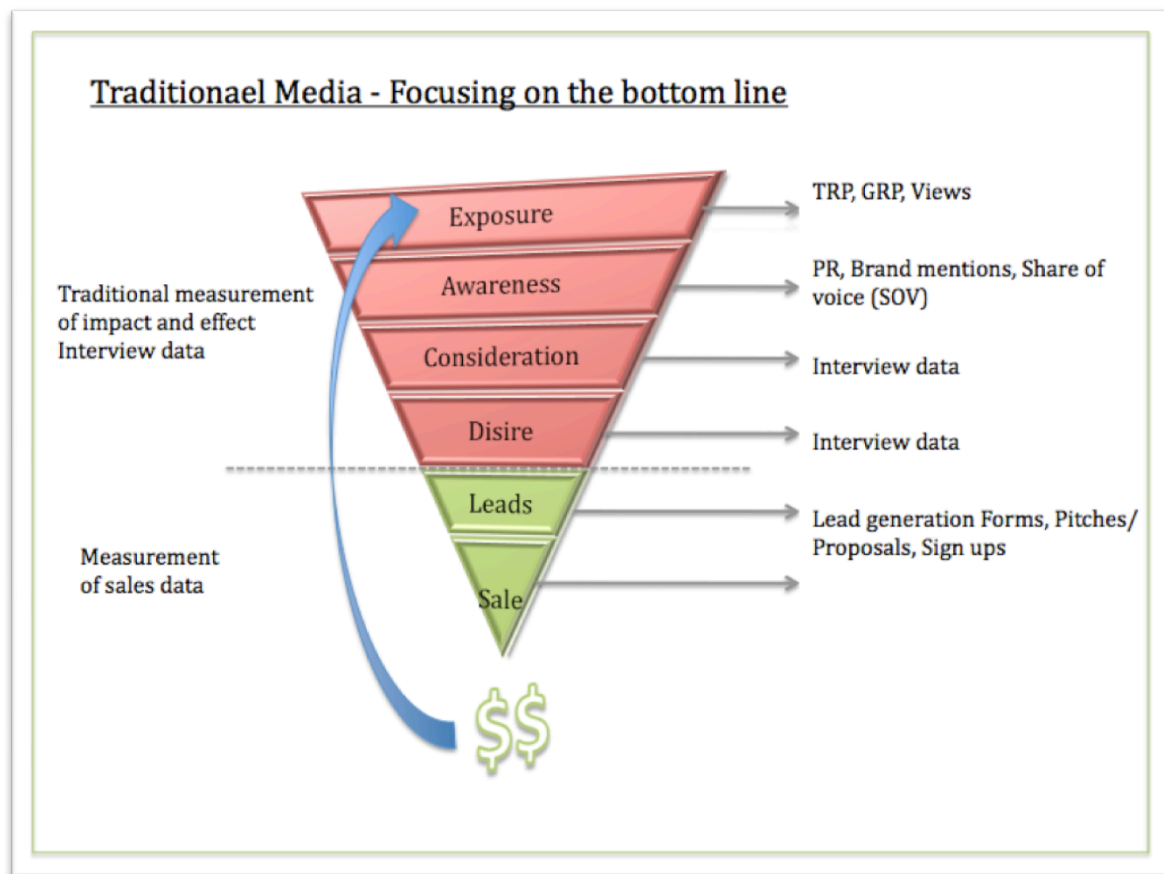 Traditionael Media - Focusing on the bottom line
Exposure
TRP, GRP, Views
Awareness
PR, Brand mentions, Share of
voice (SOV)
Traditional measurement
of impact and effect
Interview data
Consideration
Interview data
Disire
Interview data
Leads
Lead generation Forms, Pitches/
Proposals, Sign ups
Measurement
of sales data
Sale
$$